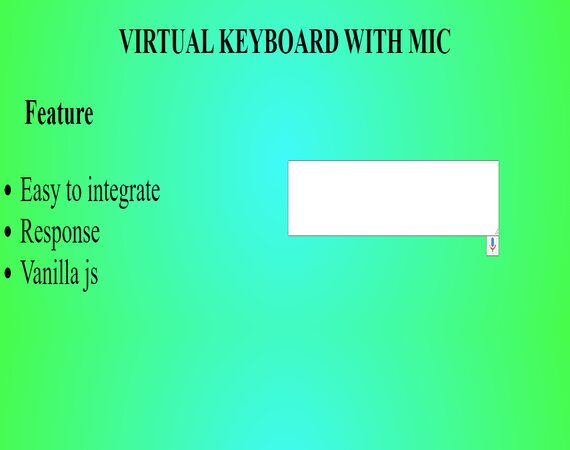 VIRTUAL KEYBOARD WITH MIC
Feature
• Easy to integrate
• Response
• Vanilla js